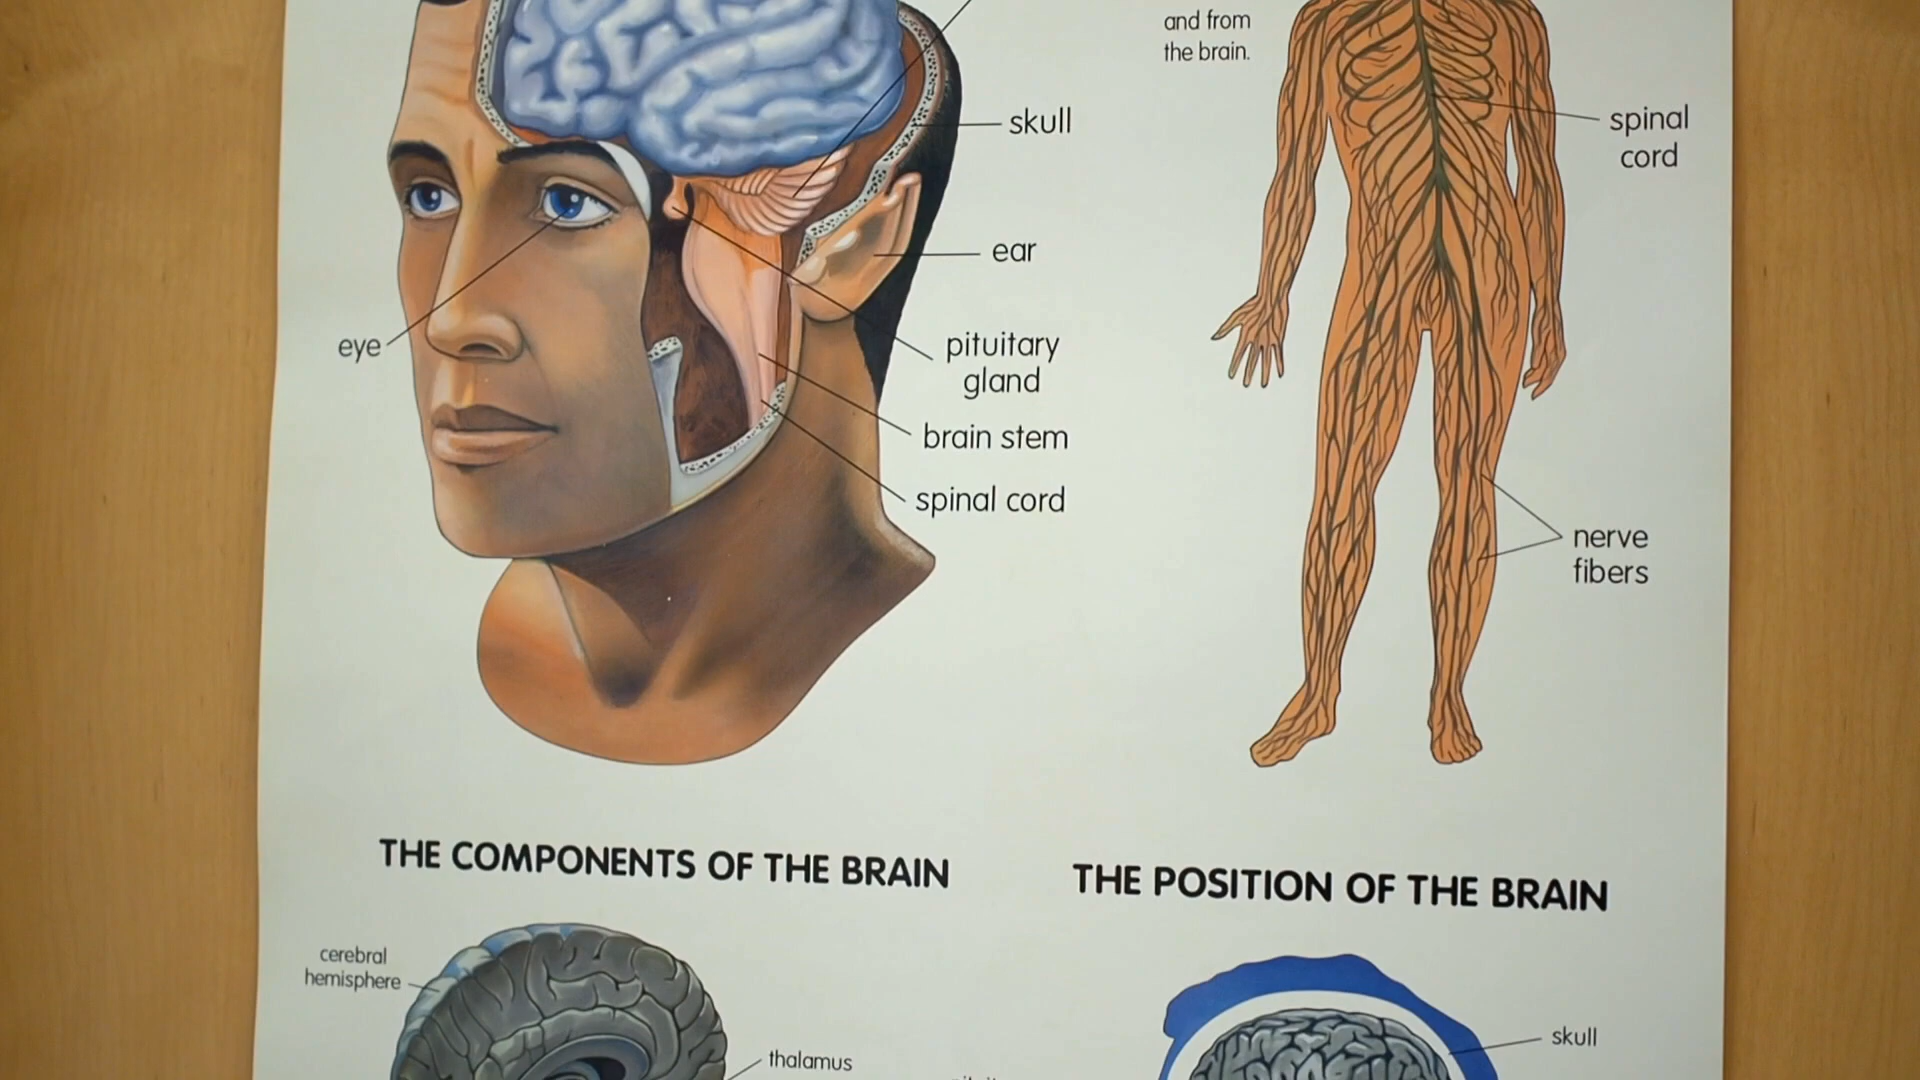 and from
the brain.
skull
spinal
cord
ear
eye
pituitary
gland
brain stem
spinal cord
nerve
fibers
THE COMPONENTS OF THE BRAIN
THE POSITION OF THE BRAIN
cerebral
hemisphere
skull
thalamus